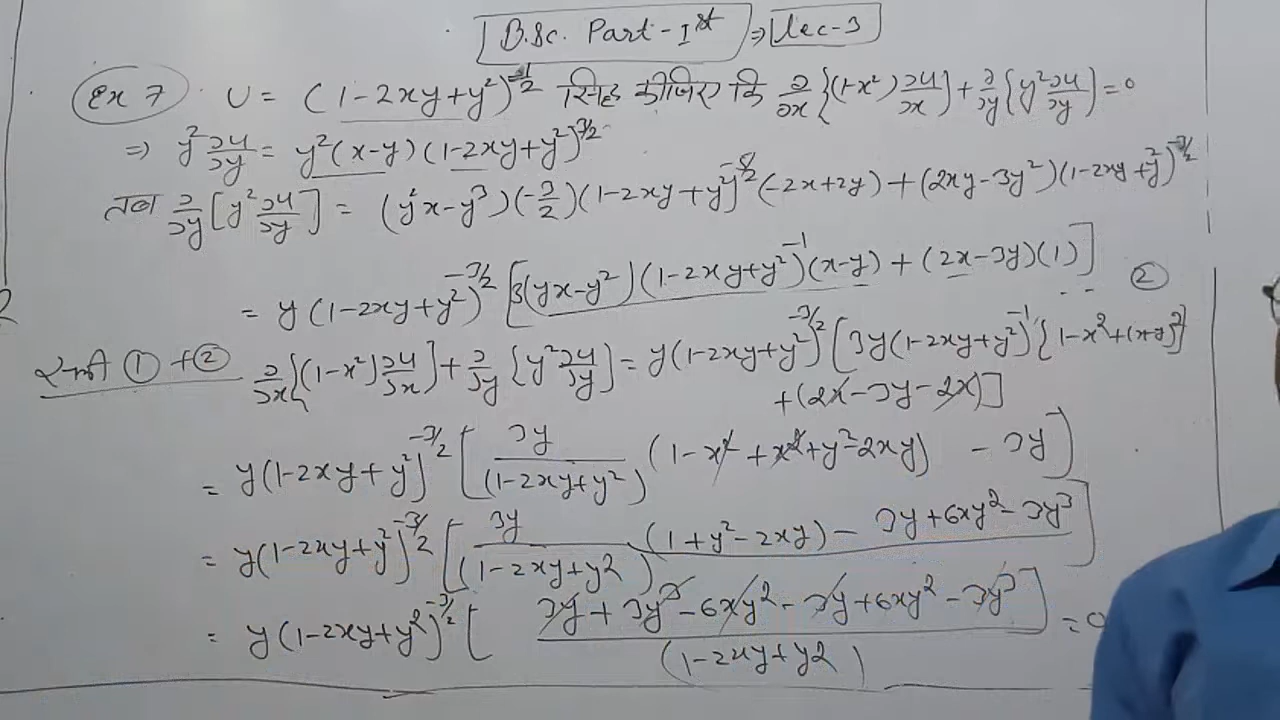 B.Sc. Part-Ist ⇒ Lec-3
Ex 7 U = (1-2xy+y²)^-1/2 सिद्ध कीजिए कि ∂/∂x {(1-x²) ∂u/∂x} + ∂/∂y {y² ∂u/∂y} = 0
⇒ y² ∂u/∂y = y²(x-y)(1-2xy+y²)^-3/2
तब ∂/∂y [y² ∂u/∂y] = (y²x-y³)(-3/2)(1-2xy+y²)^-5/2 (-2x+2y) + (2xy-3y²)(1-2xy+y²)^-3/2
= y(1-2xy+y²)^-3/2 [3(yx-y²)(1-2xy+y²)^-1 (x-y) + (2x-3y)(1)]
②
①+② ∂/∂x {(1-x²) ∂u/∂x] + ∂/∂y {y² ∂u/∂y] = y(1-2xy+y²)^-3/2 [3y(1-2xy+y²)^-1 {1-x²+(x-y)²}
+(2x-3y-2x)]
= y(1-2xy+y²)^-3/2 [3y/(1-2xy+y²) (1-x²+x²+y²-2xy) - 3y]
= y(1-2xy+y²)^-3/2 [3y/(1-2xy+y²) (1+y²-2xy) - 3y+6xy²-3y³]
= y(1-2xy+y²)^-3/2 [3y+3y³-6xy²-3y+6xy²-3y³/(1-2xy+y²)] = 0